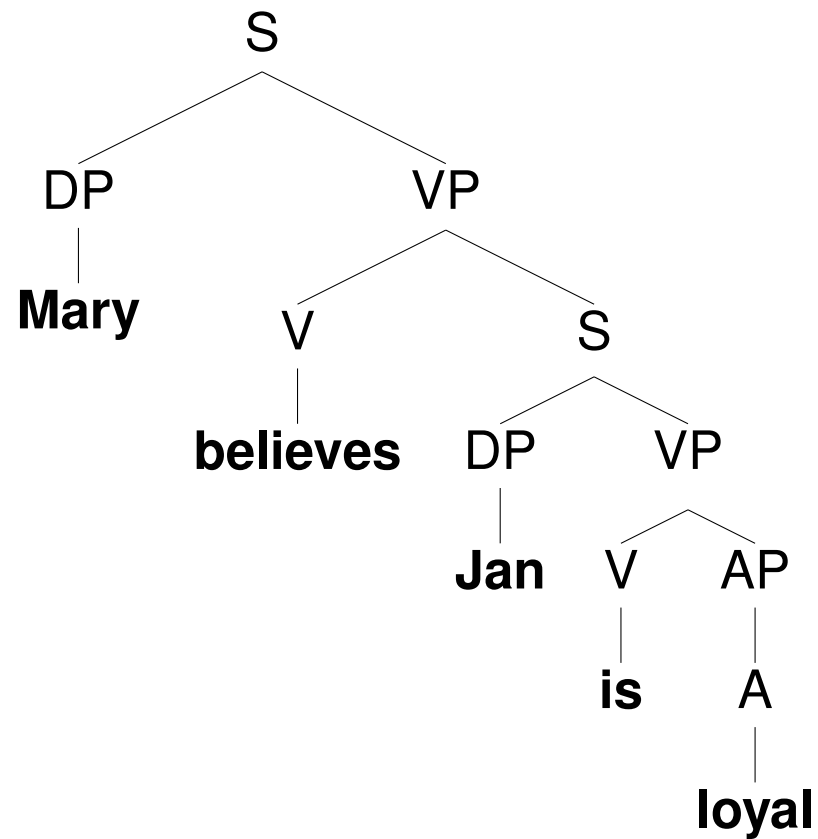 S
DP VP
Mary
V S
believes DP VP
Jan V AP
is A
loyal